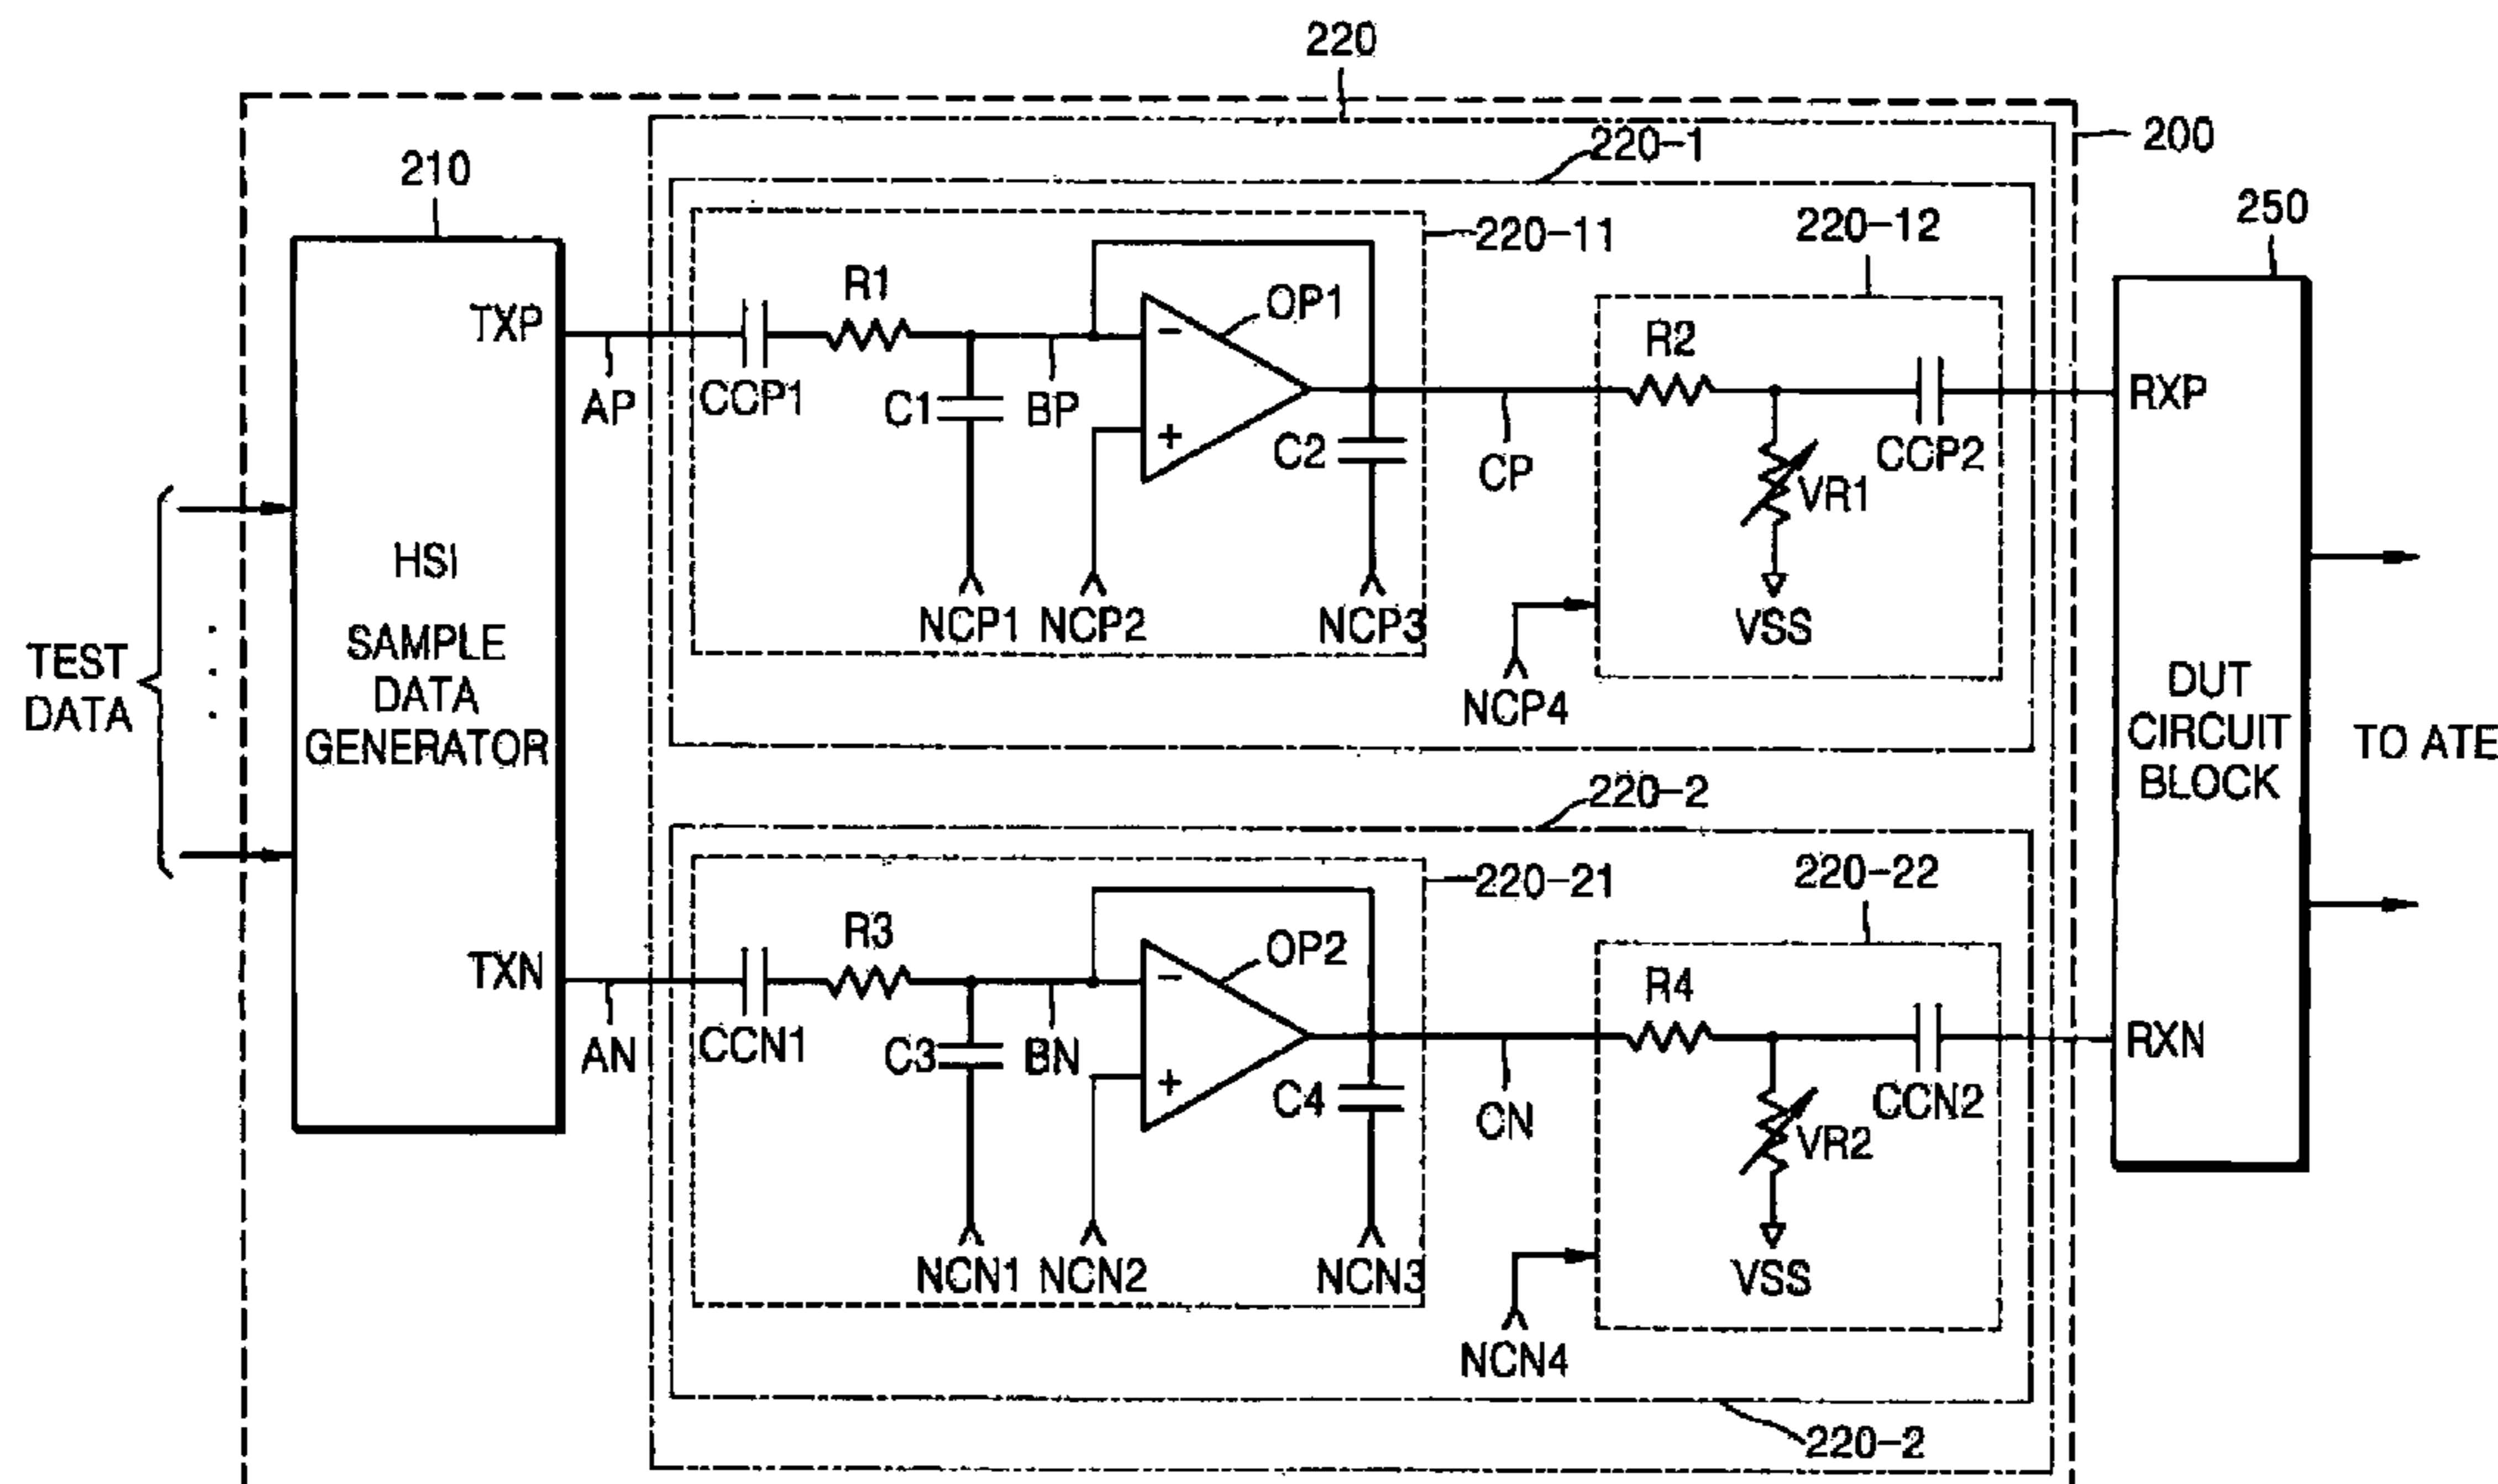 220
200
220-1
210
220-11
220-12
250
TXP
R1
OP1
R2
RXP
AP
CCP1
C1
BP
C2
CP
CCP2
VR1
HSI
SAMPLE
DATA
GENERATOR
NCP1
NCP2
NCP3
VSS
NCP4
TEST
DATA
DUT
CIRCUIT
BLOCK
TO ATE
220-2
220-21
220-22
TXN
R3
OP2
R4
RXN
AN
CCN1
C3
BN
C4
CN
CCN2
VR2
NCN1
NCN2
NCN3
VSS
NCN4
220-2